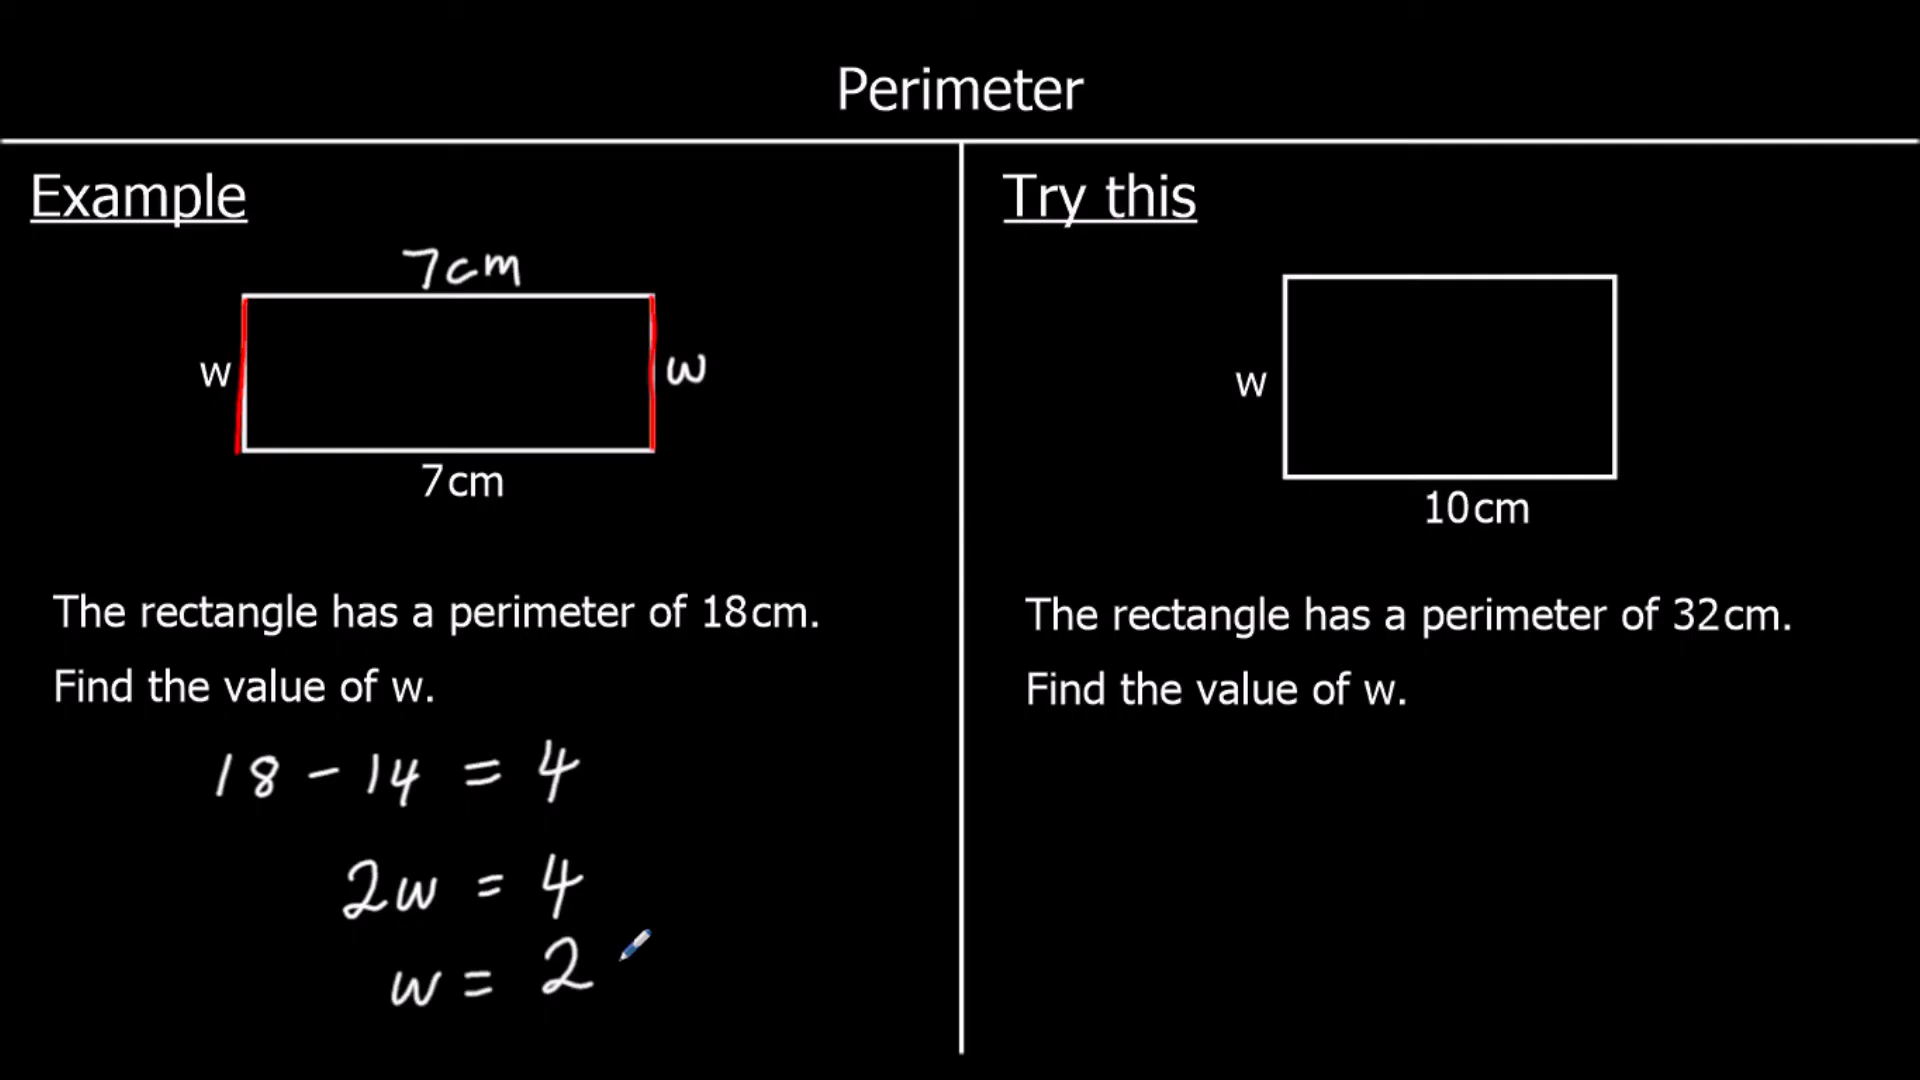 Perimeter
Example
7cm
w
w
7cm
The rectangle has a perimeter of 18cm.
Find the value of w.
18 - 14 = 4
2w = 4
w = 2
Try this
w
10cm
The rectangle has a perimeter of 32cm.
Find the value of w.